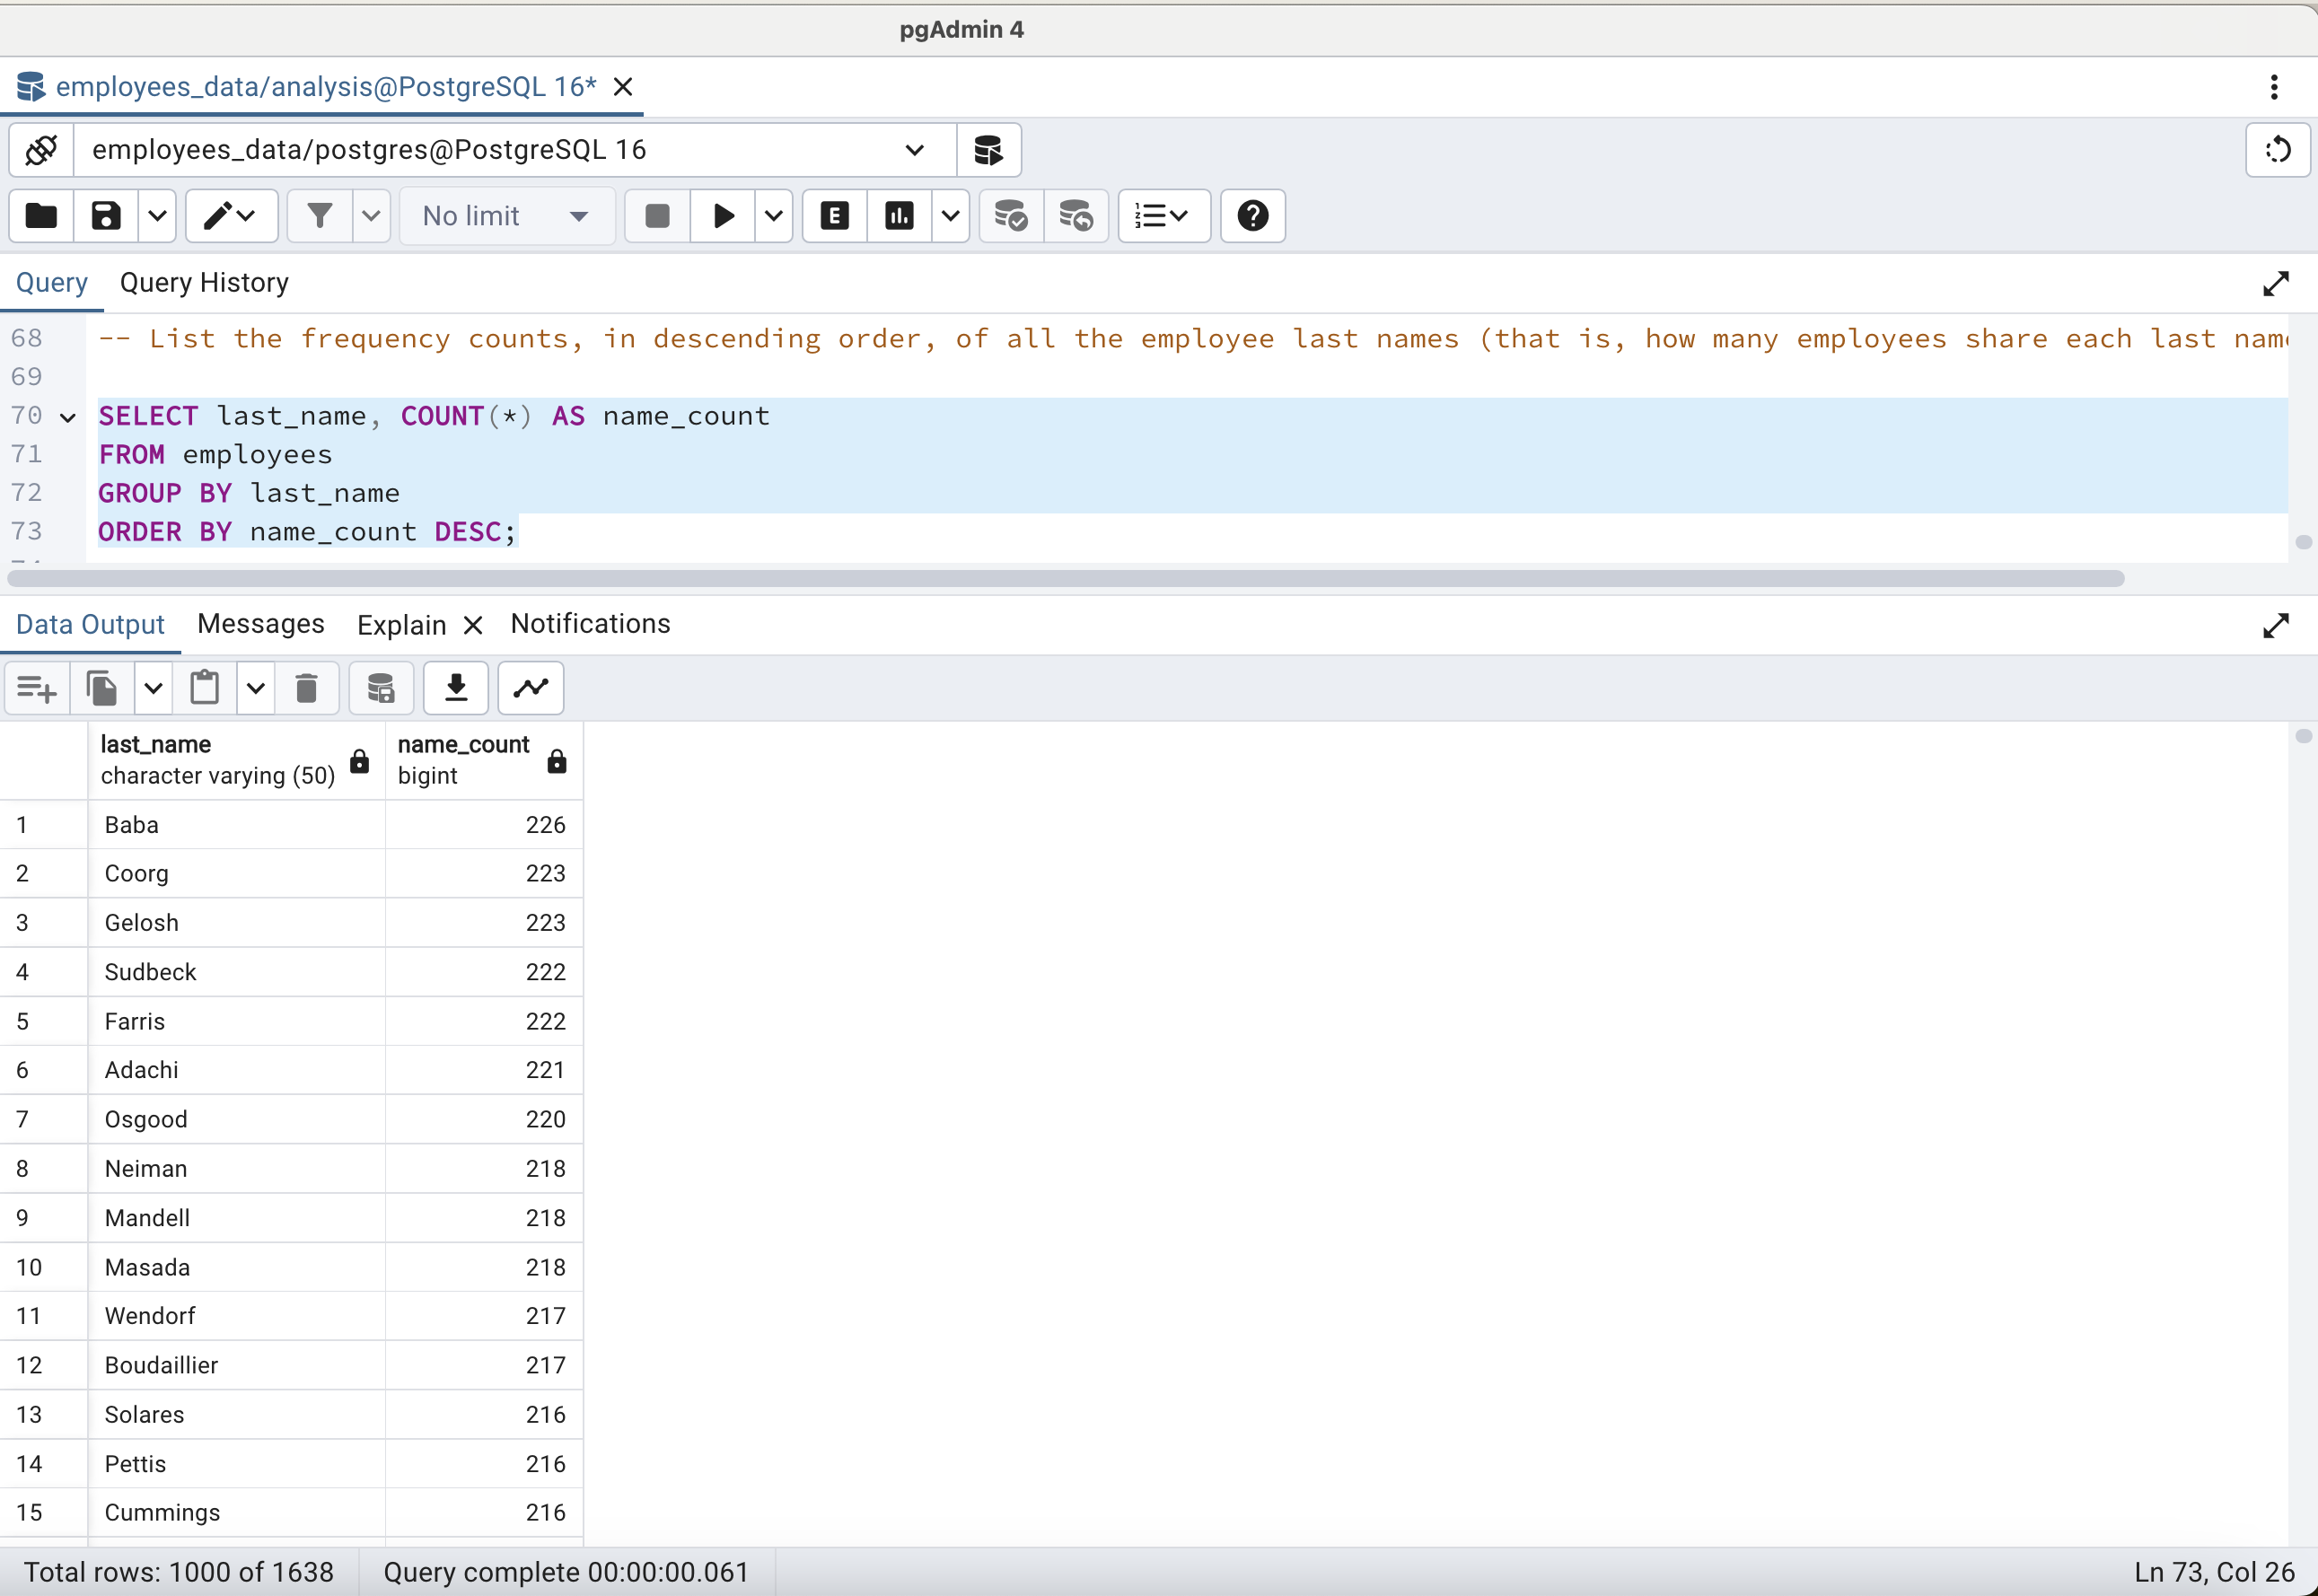 pgAdmin 4
employees_data/analysis@PostgreSQL 16*
employees_data/postgres@PostgreSQL 16
No limit
E
Query Query History
68 -- List the frequency counts, in descending order, of all the employee last names (that is, how many employees share each last
69
70 SELECT last_name, COUNT(*) AS name_count
71 FROM employees
72 GROUP BY last_name
73 ORDER BY name_count DESC;
Data Output Messages Explain Notifications
last_name name_count
character varying (50) bigint
1 Baba 226
2 Coorg 223
3 Gelosh 223
4 Sudbeck 222
5 Farris 222
6 Adachi 221
7 Osgood 220
8 Neiman 218
9 Mandell 218
10 Masada 218
11 Wendorf 217
12 Boudaillier 217
13 Solares 216
14 Pettis 216
15 Cummings 216
Total rows: 1000 of 1638 Query complete 00:00:00.061 Ln 73, Col 26